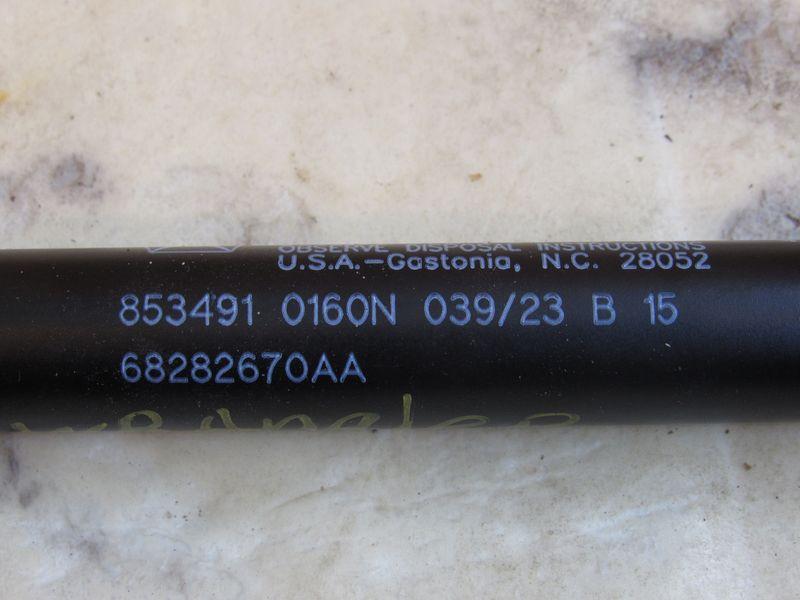 OBSERVE DISPOSAL INSTRUCTIONS
U.S.A.-Gastonia, N.C. 28052
853491 0160N 039/23 B 15
68282670AA